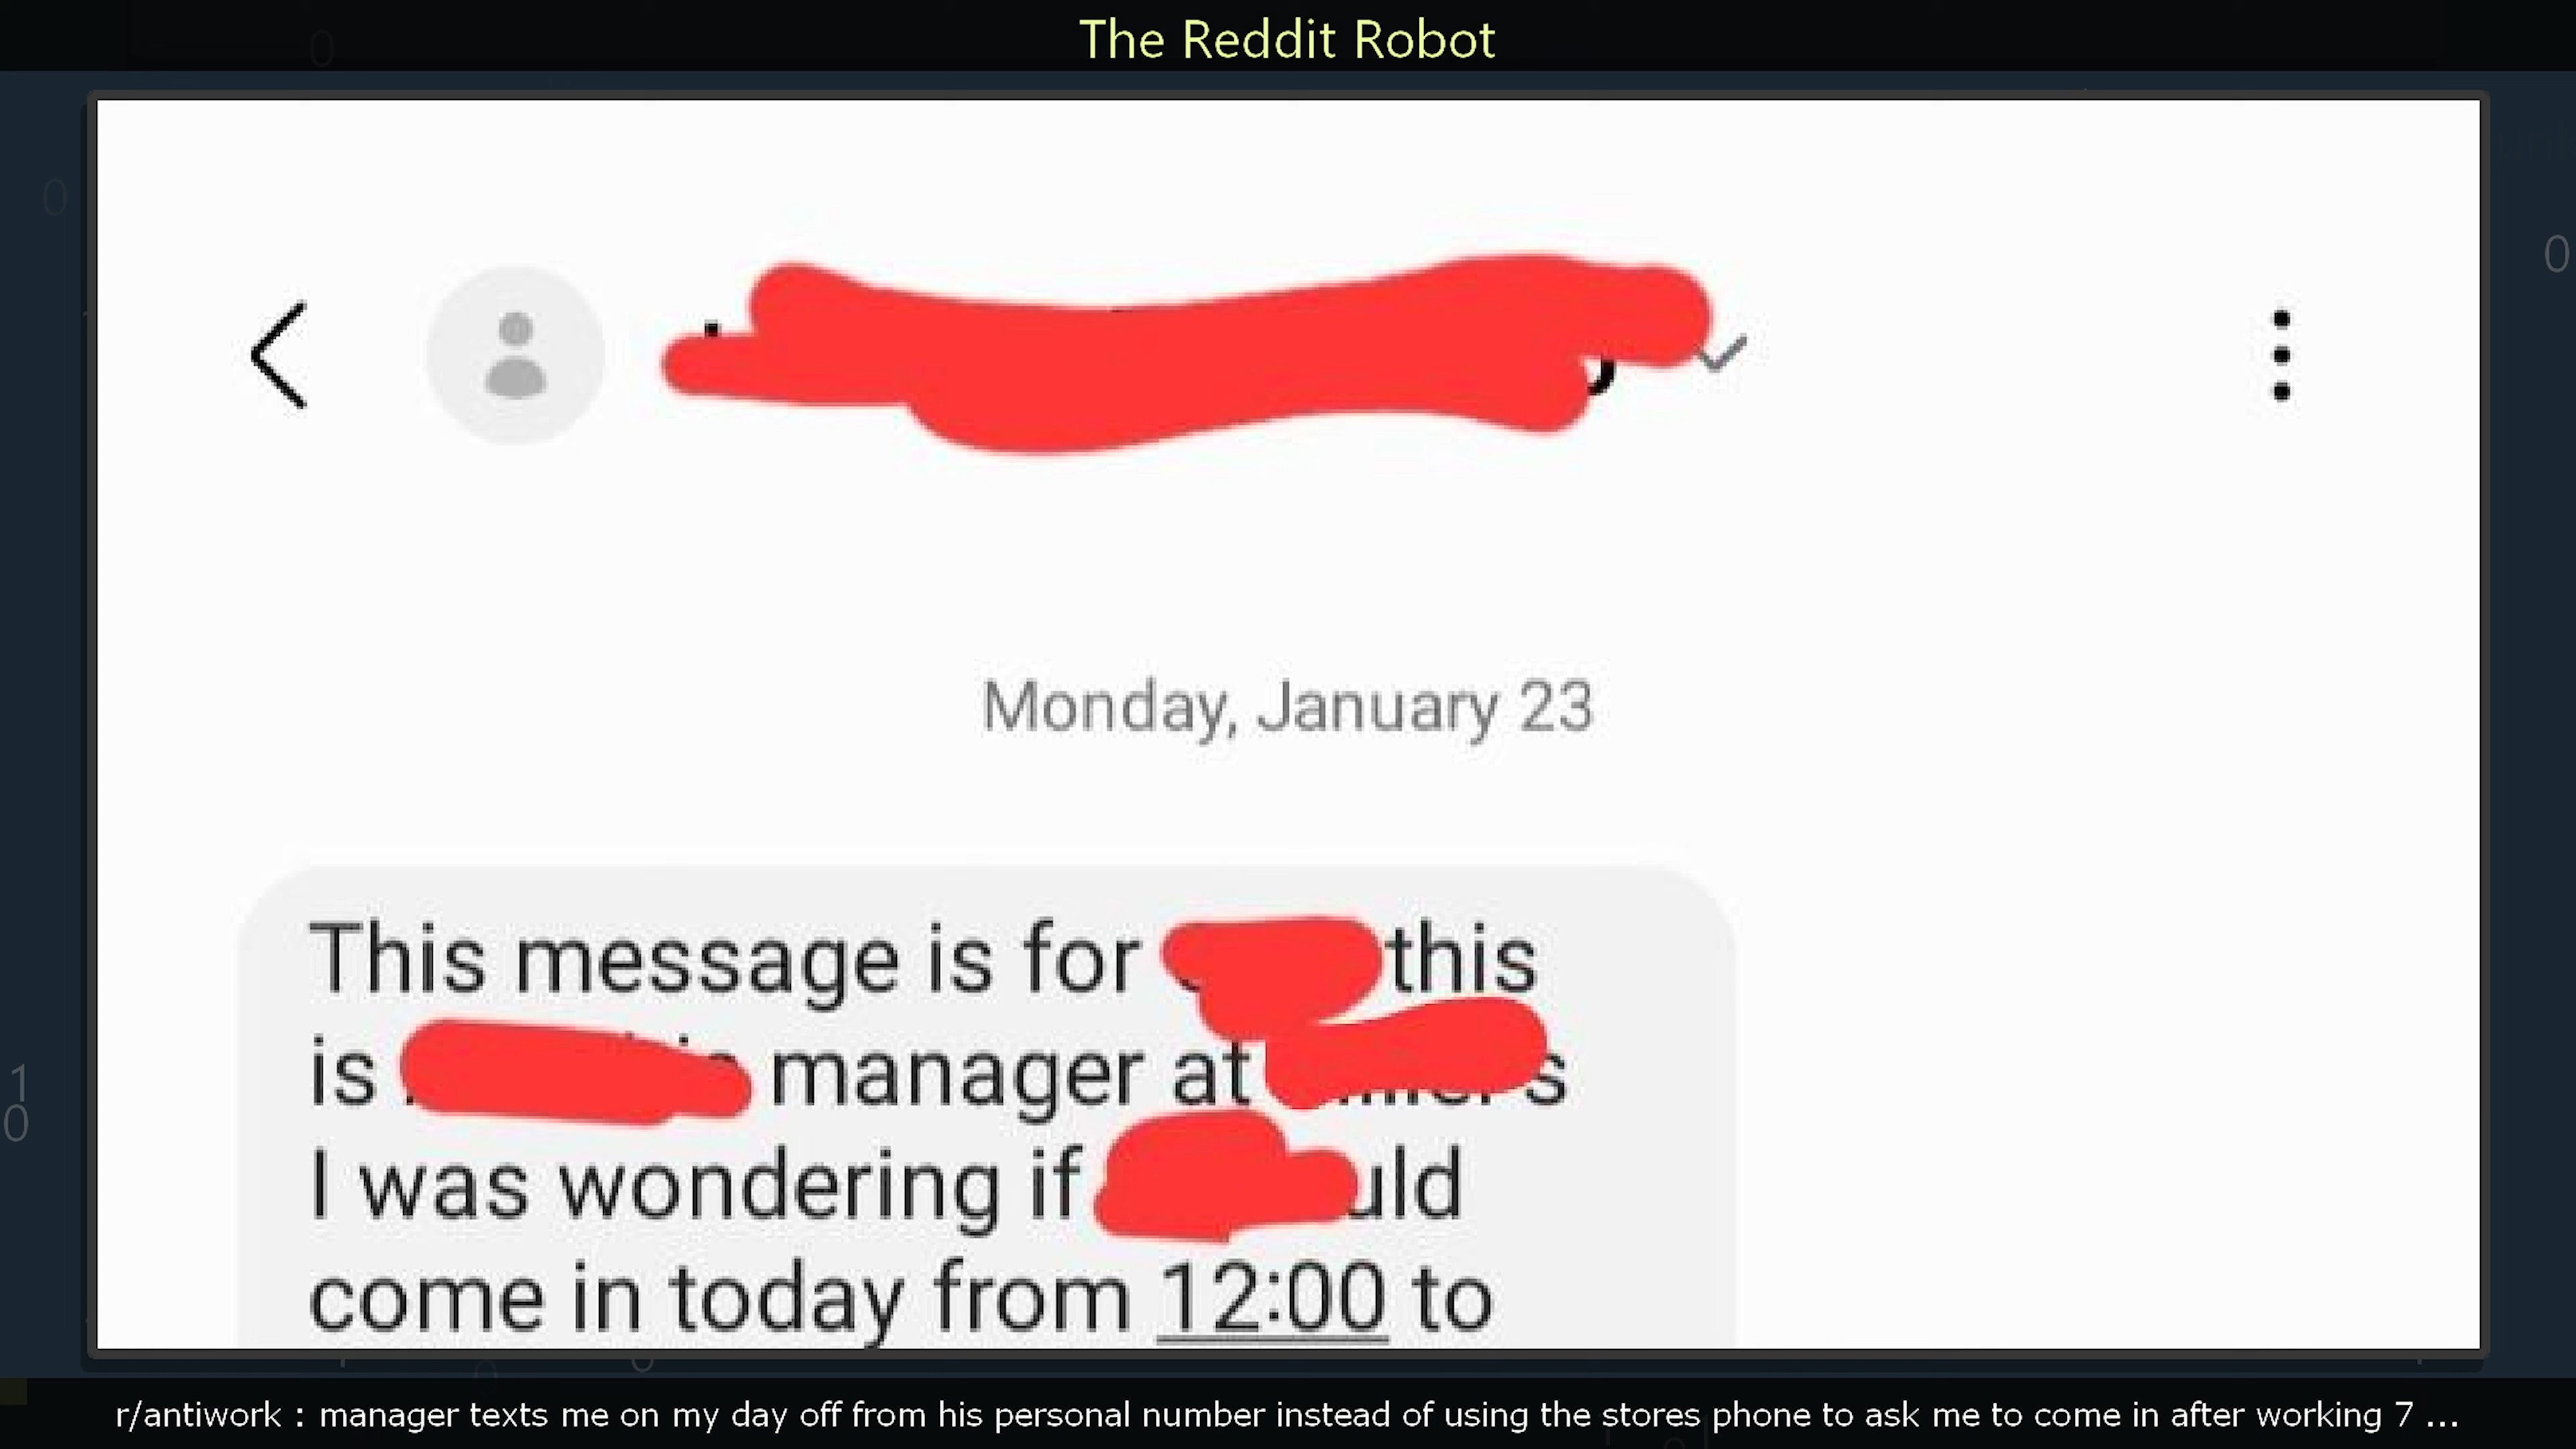 The Reddit Robot
Monday, January 23
This message is for this
is manager at
I was wondering if
come in today from 12:00 to
r/antiwork : manager texts me on my day off from his personal number instead of using the stores phone to ask me to come in after working 7 ...